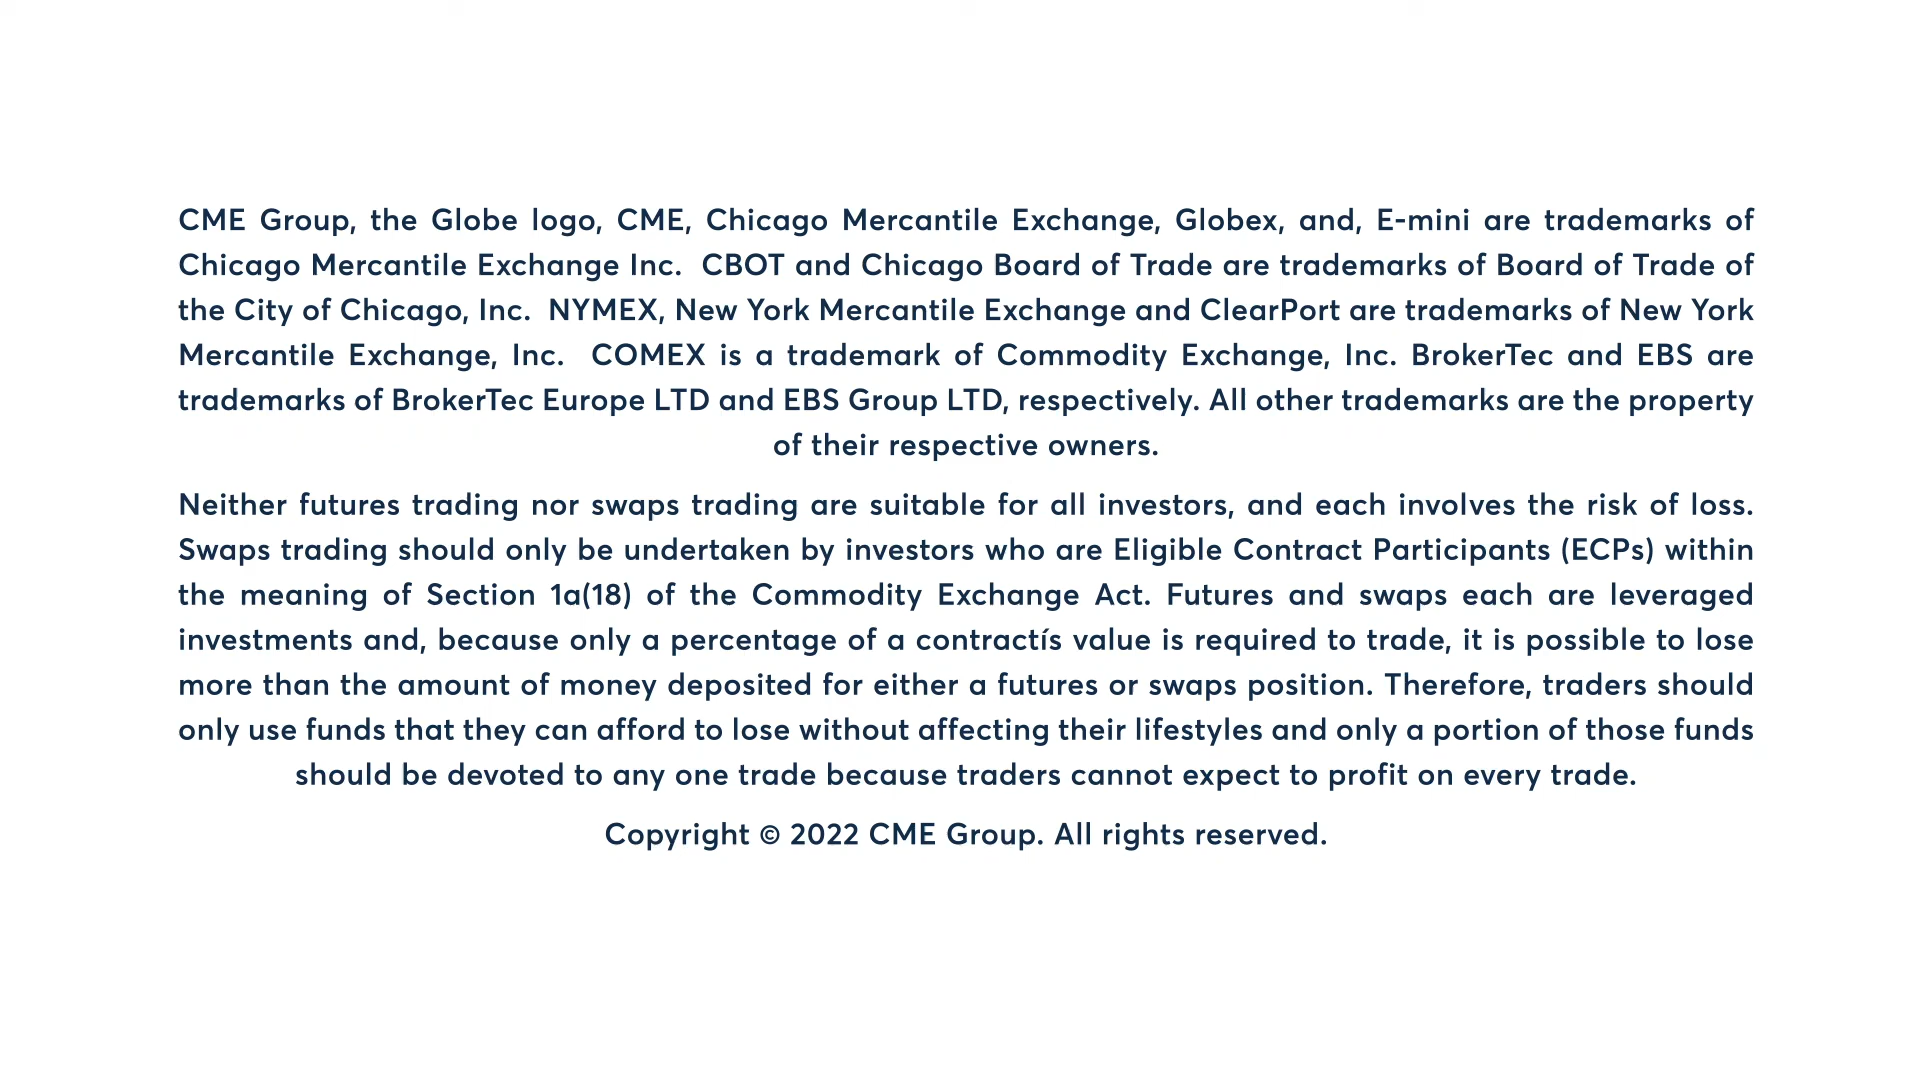 CME Group, the Globe logo, CME, Chicago Mercantile Exchange, Globex, and, E-mini are trademarks of
Chicago Mercantile Exchange Inc.  CBOT and Chicago Board of Trade are trademarks of Board of Trade of
the City of Chicago, Inc.  NYMEX, New York Mercantile Exchange and ClearPort are trademarks of New York
Mercantile Exchange, Inc.  COMEX is a trademark of Commodity Exchange, Inc. BrokerTec and EBS are
trademarks of BrokerTec Europe LTD and EBS Group LTD, respectively. All other trademarks are the property
of their respective owners.
Neither futures trading nor swaps trading are suitable for all investors, and each involves the risk of loss.
Swaps trading should only be undertaken by investors who are Eligible Contract Participants (ECPs) within
the meaning of Section 1a(18) of the Commodity Exchange Act. Futures and swaps each are leveraged
investments and, because only a percentage of a contractís value is required to trade, it is possible to lose
more than the amount of money deposited for either a futures or swaps position. Therefore, traders should
only use funds that they can afford to lose without affecting their lifestyles and only a portion of those funds
should be devoted to any one trade because traders cannot expect to profit on every trade.
Copyright © 2022 CME Group. All rights reserved.